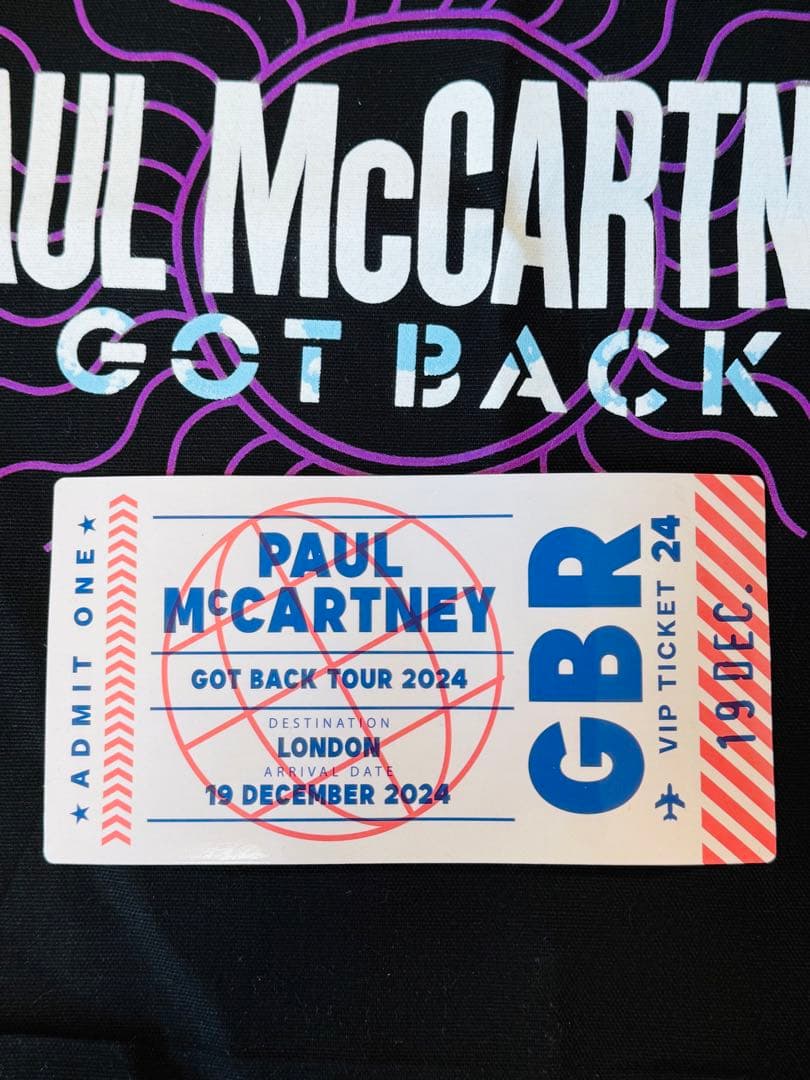 AUL McCARTN
GOT BACK
★ ADMIT ONE ★
PAUL
McCARTNEY
GOT BACK TOUR 2024
DESTINATION
LONDON
ARRIVAL DATE
19 DECEMBER 2024
GBR
VIP TICKET 24
19 DEC.